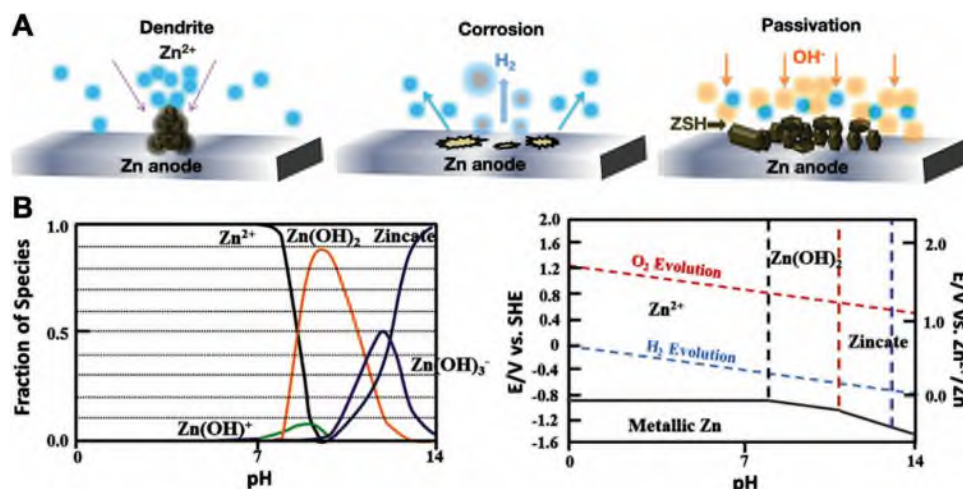 A
Dendrite
Zn²⁺
Zn anode
Corrosion
H₂
Zn anode
Passivation
OH⁻
ZSH
Zn anode
B
Fraction of Species
1.0
0.5
0.0
7
14
pH
Zn²⁺
Zn(OH)₂
Zincate
Zn(OH)₃⁻
Zn(OH)⁺
E/V vs. SHE
2.0
1.6
1.2
0.8
0.4
0
-0.4
-0.8
-1.2
-1.6
0
7
14
pH
O₂ Evolution
Zn(OH)₂
Zn²⁺
Zincate
H₂ Evolution
Metallic Zn
2.0
1.0
0.0
E/V vs. Zn²⁺/Zn